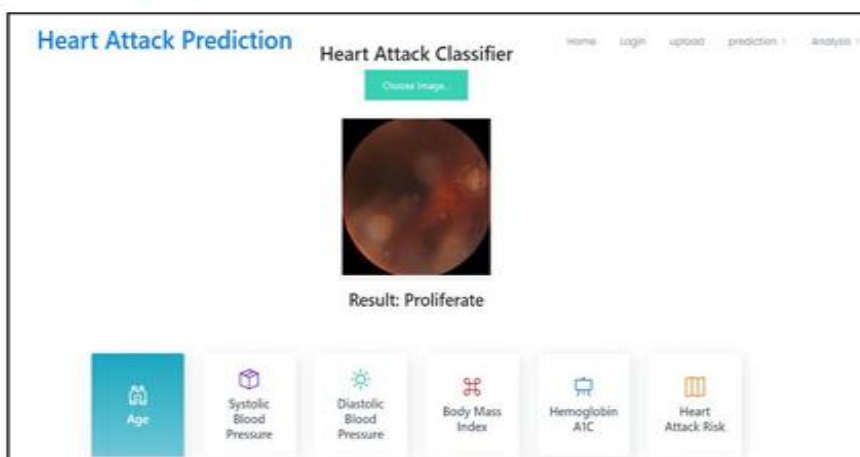 Heart Attack Prediction
Home Login upload prediction Analysis
Heart Attack Classifier
Choose Image...
Result: Proliferate
Age
Systolic
Blood
Pressure
Diastolic
Blood
Pressure
Body Mass
Index
Hemoglobin
A1C
Heart
Attack Risk